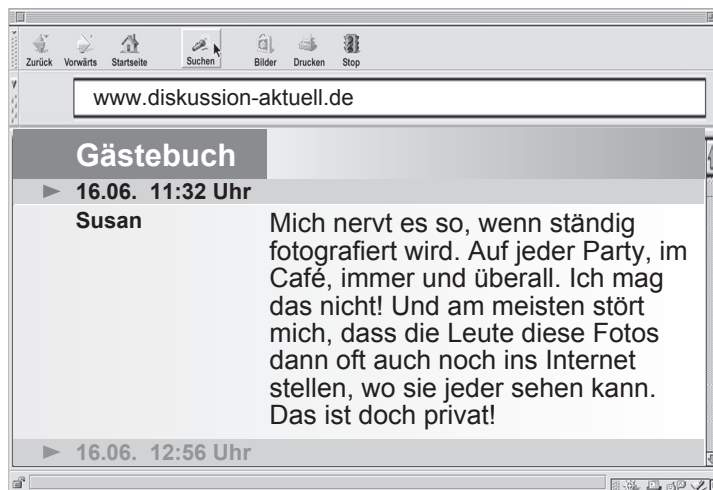 Zurück Vorwärts Startseite Suchen Bilder Drucken Stop
www.diskussion-aktuell.de
Gästebuch
16.06. 11:32 Uhr
Susan
Mich nervt es so, wenn ständig
fotografiert wird. Auf jeder Party, im
Café, immer und überall. Ich mag
das nicht! Und am meisten stört
mich, dass die Leute diese Fotos
dann oft auch noch ins Internet
stellen, wo sie jeder sehen kann.
Das ist doch privat!
16.06. 12:56 Uhr